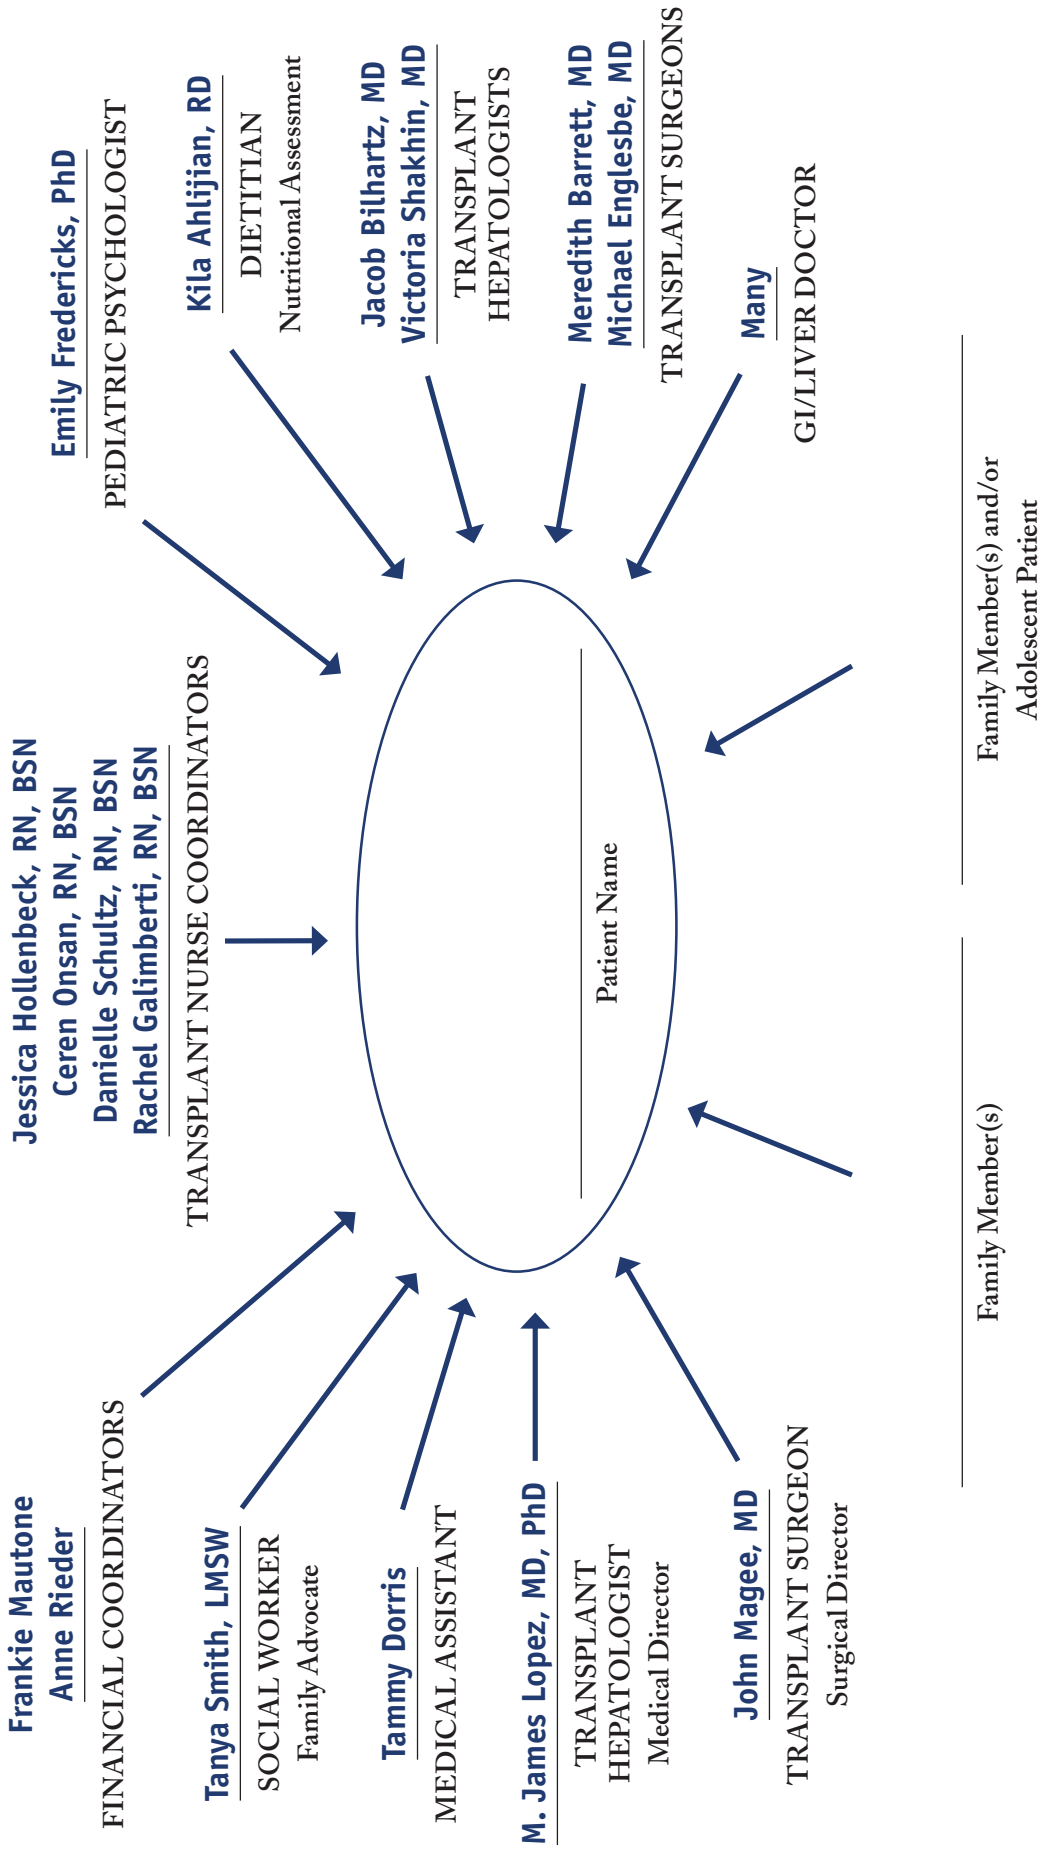 Frankie Mautone
Anne Rieder
FINANCIAL COORDINATORS
Jessica Hollenbeck, RN, BSN
Ceren Onsan, RN, BSN
Danielle Schultz, RN, BSN
Rachel Galimberti, RN, BSN
TRANSPLANT NURSE COORDINATORS
Emily Fredericks, PhD
PEDIATRIC PSYCHOLOGIST
Tanya Smith, LMSW
SOCIAL WORKER
Family Advocate
Kila Ahlijian, RD
DIETITIAN
Nutritional Assessment
Tammy Dorris
MEDICAL ASSISTANT
Jacob Bilhartz, MD
Victoria Shakhin, MD
TRANSPLANT
HEPATOLOGISTS
M. James Lopez, MD, PhD
TRANSPLANT
HEPATOLOGIST
Medical Director
Patient Name
Meredith Barrett, MD
Michael Englesbe, MD
TRANSPLANT SURGEONS
John Magee, MD
TRANSPLANT SURGEON
Surgical Director
Many
GI/LIVER DOCTOR
Family Member(s)
Family Member(s) and/or
Adolescent Patient